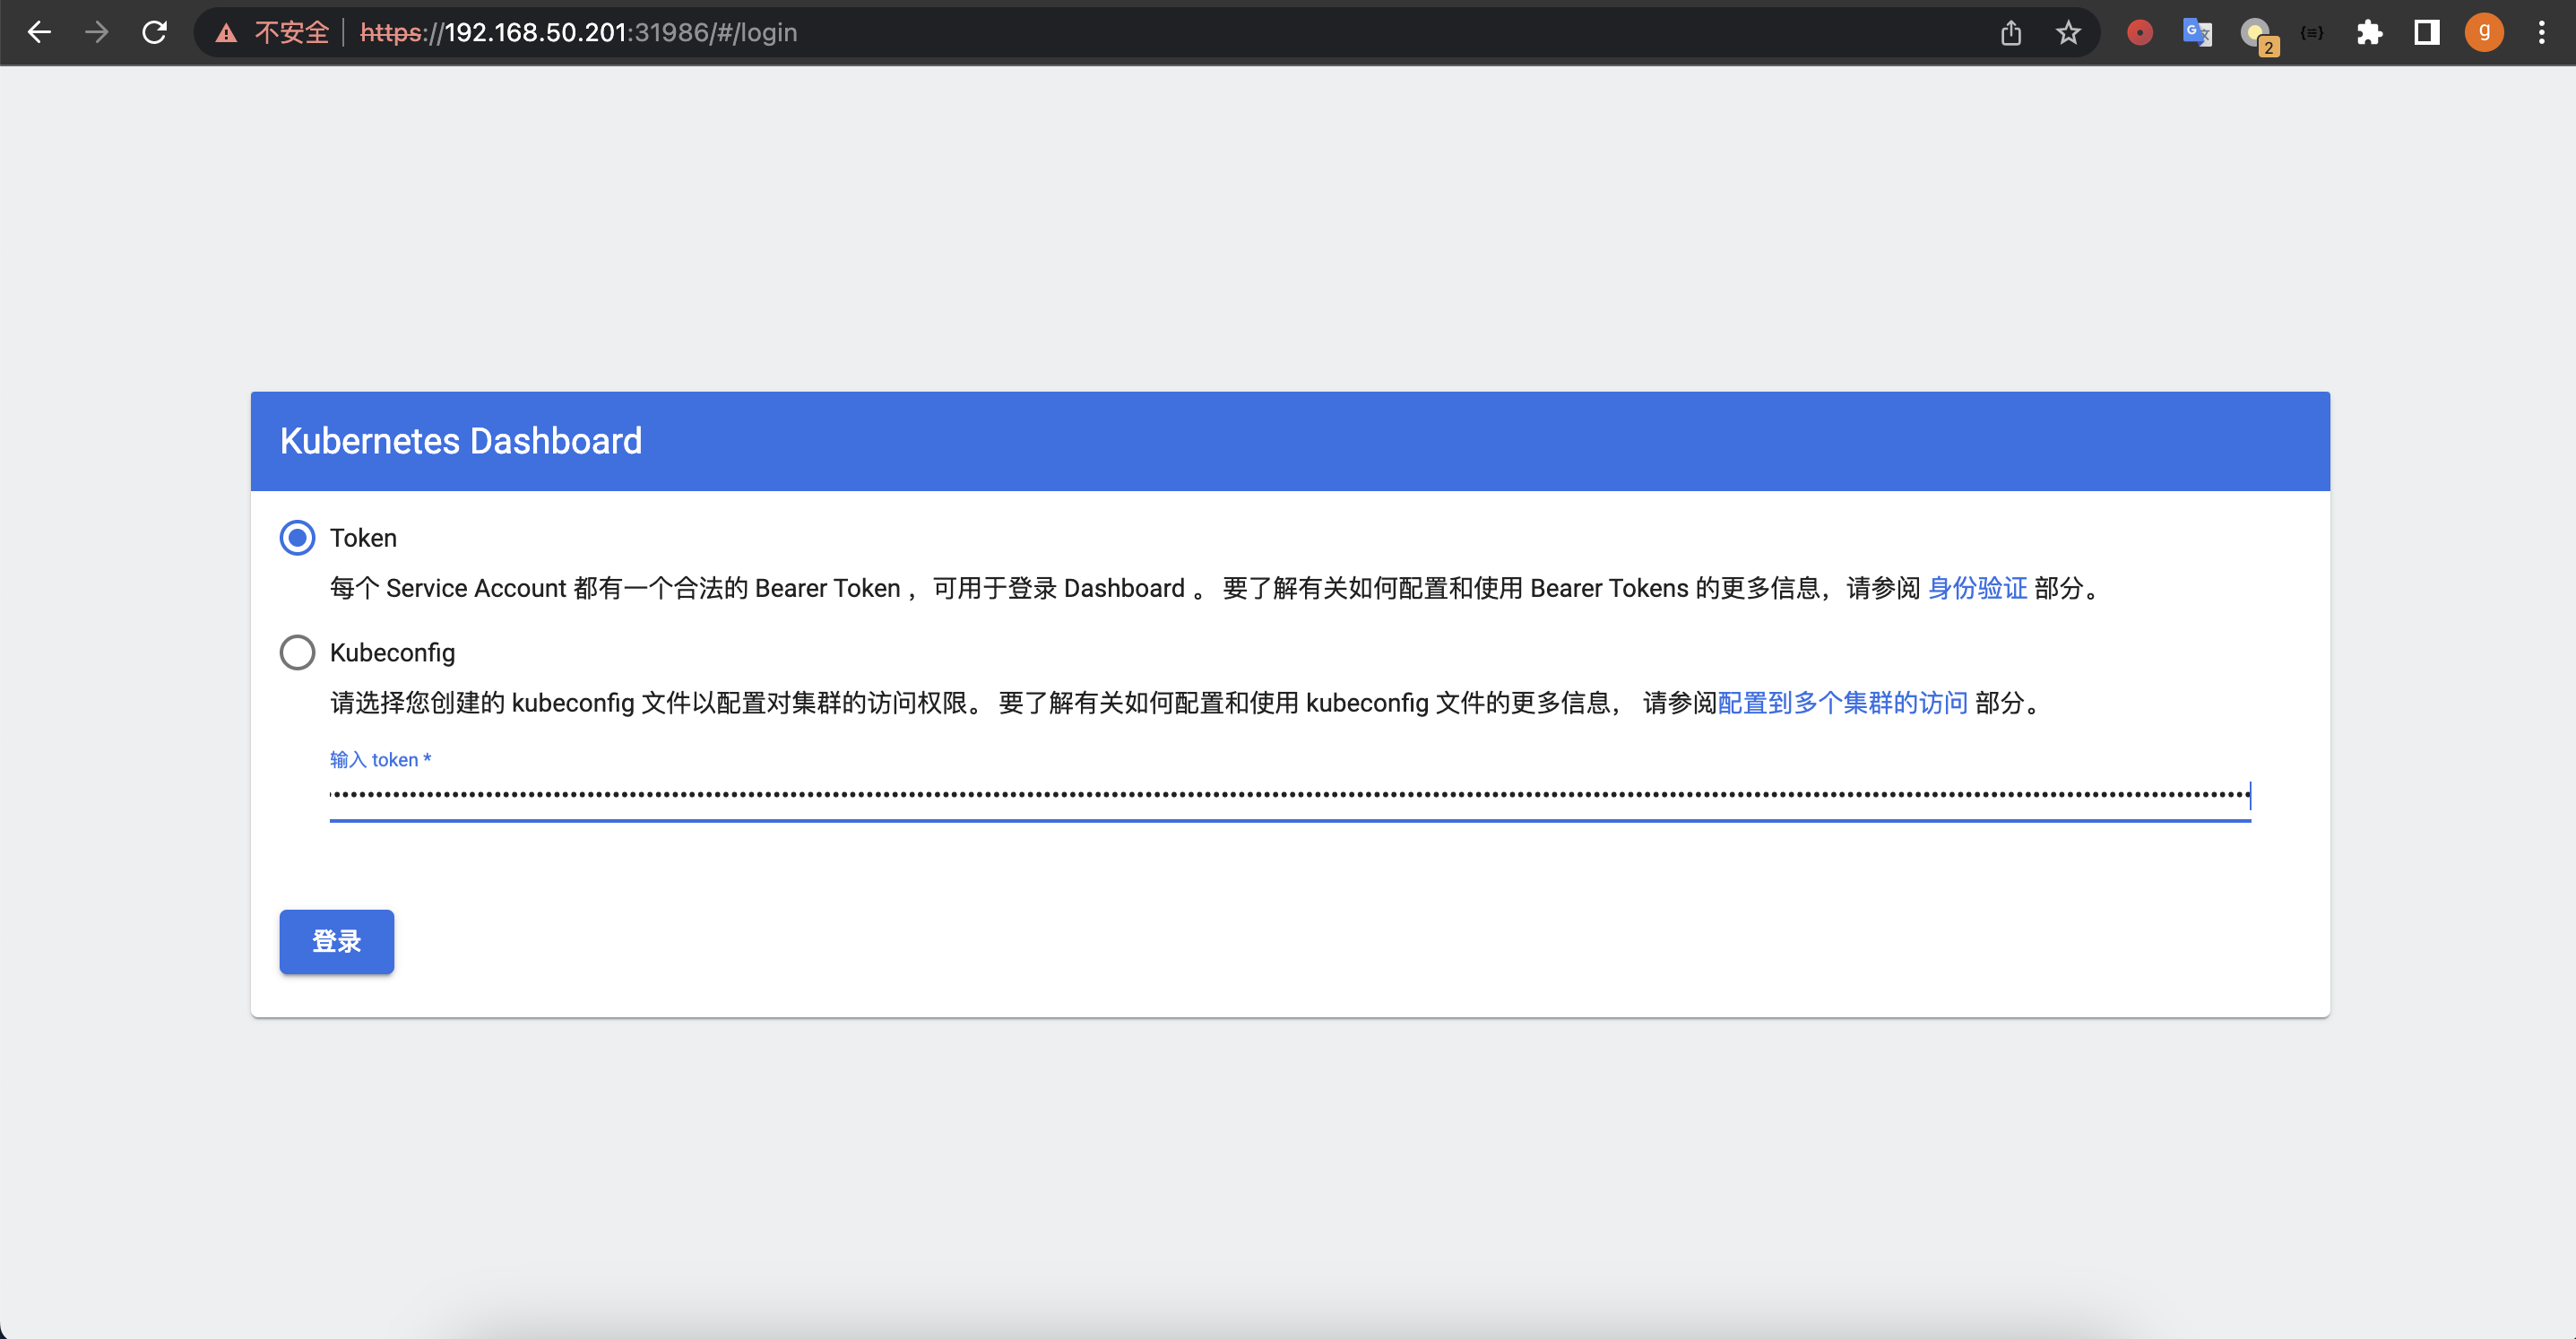 不安全 https://192.168.50.201:31986/#/login
2
g
Kubernetes Dashboard
Token
每个 Service Account 都有一个合法的 Bearer Token ，可用于登录 Dashboard 。 要了解有关如何配置和使用 Bearer Tokens 的更多信息，请参阅 身份验证 部分。
Kubeconfig
请选择您创建的 kubeconfig 文件以配置对集群的访问权限。 要了解有关如何配置和使用 kubeconfig 文件的更多信息， 请参阅配置到多个集群的访问 部分。
输入 token *
登录